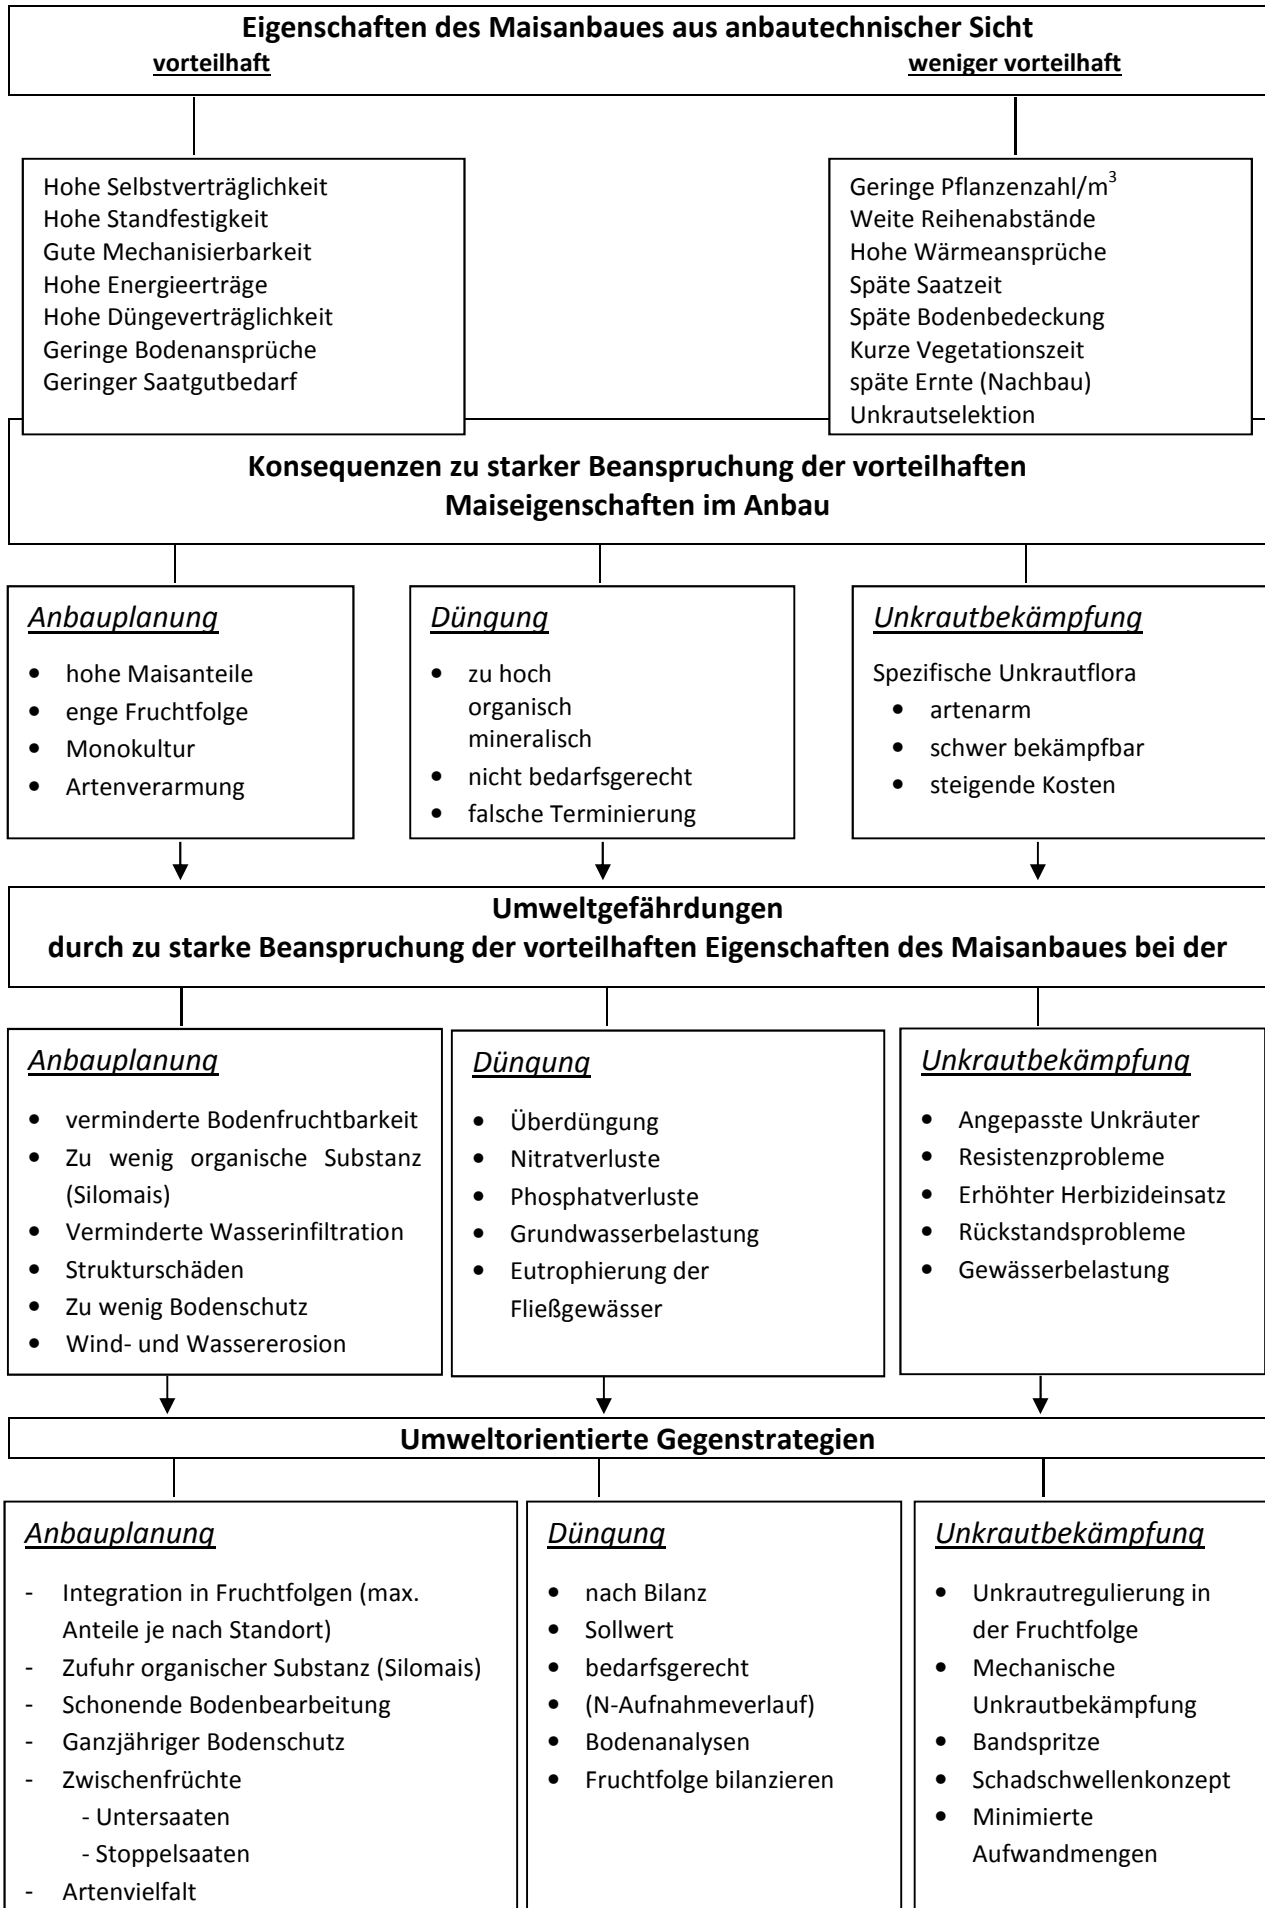 Eigenschaften des Maisanbaues aus anbautechnischer Sicht
vorteilhaft
weniger vorteilhaft
Hohe Selbstverträglichkeit
Hohe Standfestigkeit
Gute Mechanisierbarkeit
Hohe Energieerträge
Hohe Düngeverträglichkeit
Geringe Bodenansprüche
Geringer Saatgutbedarf
Geringe Pflanzenzahl/m³
Weite Reihenabstände
Hohe Wärmeansprüche
Späte Saatzeit
Späte Bodenbedeckung
Kurze Vegetationszeit
späte Ernte (Nachbau)
Unkrautselektion
Konsequenzen zu starker Beanspruchung der vorteilhaften
Maiseigenschaften im Anbau
Anbauplanung
• hohe Maisanteile
• enge Fruchtfolge
• Monokultur
• Artenverarmung
Düngung
• zu hoch
organisch
mineralisch
• nicht bedarfsgerecht
• falsche Terminierung
Unkrautbekämpfung
Spezifische Unkrautflora
• artenarm
• schwer bekämpfbar
• steigende Kosten
Umweltgefährdungen
durch zu starke Beanspruchung der vorteilhaften Eigenschaften des Maisanbaues bei der
Anbauplanung
• verminderte Bodenfruchtbarkeit
• Zu wenig organische Substanz
(Silomais)
• Verminderte Wasserinfiltration
• Strukturschäden
• Zu wenig Bodenschutz
• Wind- und Wassererosion
Düngung
• Überdüngung
• Nitratverluste
• Phosphatverluste
• Grundwasserbelastung
• Eutrophierung der
Fließgewässer
Unkrautbekämpfung
• Angepasste Unkräuter
• Resistenzprobleme
• Erhöhter Herbizideinsatz
• Rückstandsprobleme
• Gewässerbelastung
Umweltorientierte Gegenstrategien
Anbauplanung
- Integration in Fruchtfolgen (max.
Anteile je nach Standort)
- Zufuhr organischer Substanz (Silomais)
- Schonende Bodenbearbeitung
- Ganzjähriger Bodenschutz
- Zwischenfrüchte
- Untersaaten
- Stoppelsaaten
- Artenvielfalt
Düngung
• nach Bilanz
• Sollwert
• bedarfsgerecht
• (N-Aufnahmeverlauf)
• Bodenanalysen
• Fruchtfolge bilanzieren
Unkrautbekämpfung
• Unkrautregulierung in
der Fruchtfolge
• Mechanische
Unkrautbekämpfung
• Bandspritze
• Schadschwellenkonzept
• Minimierte
Aufwandmengen